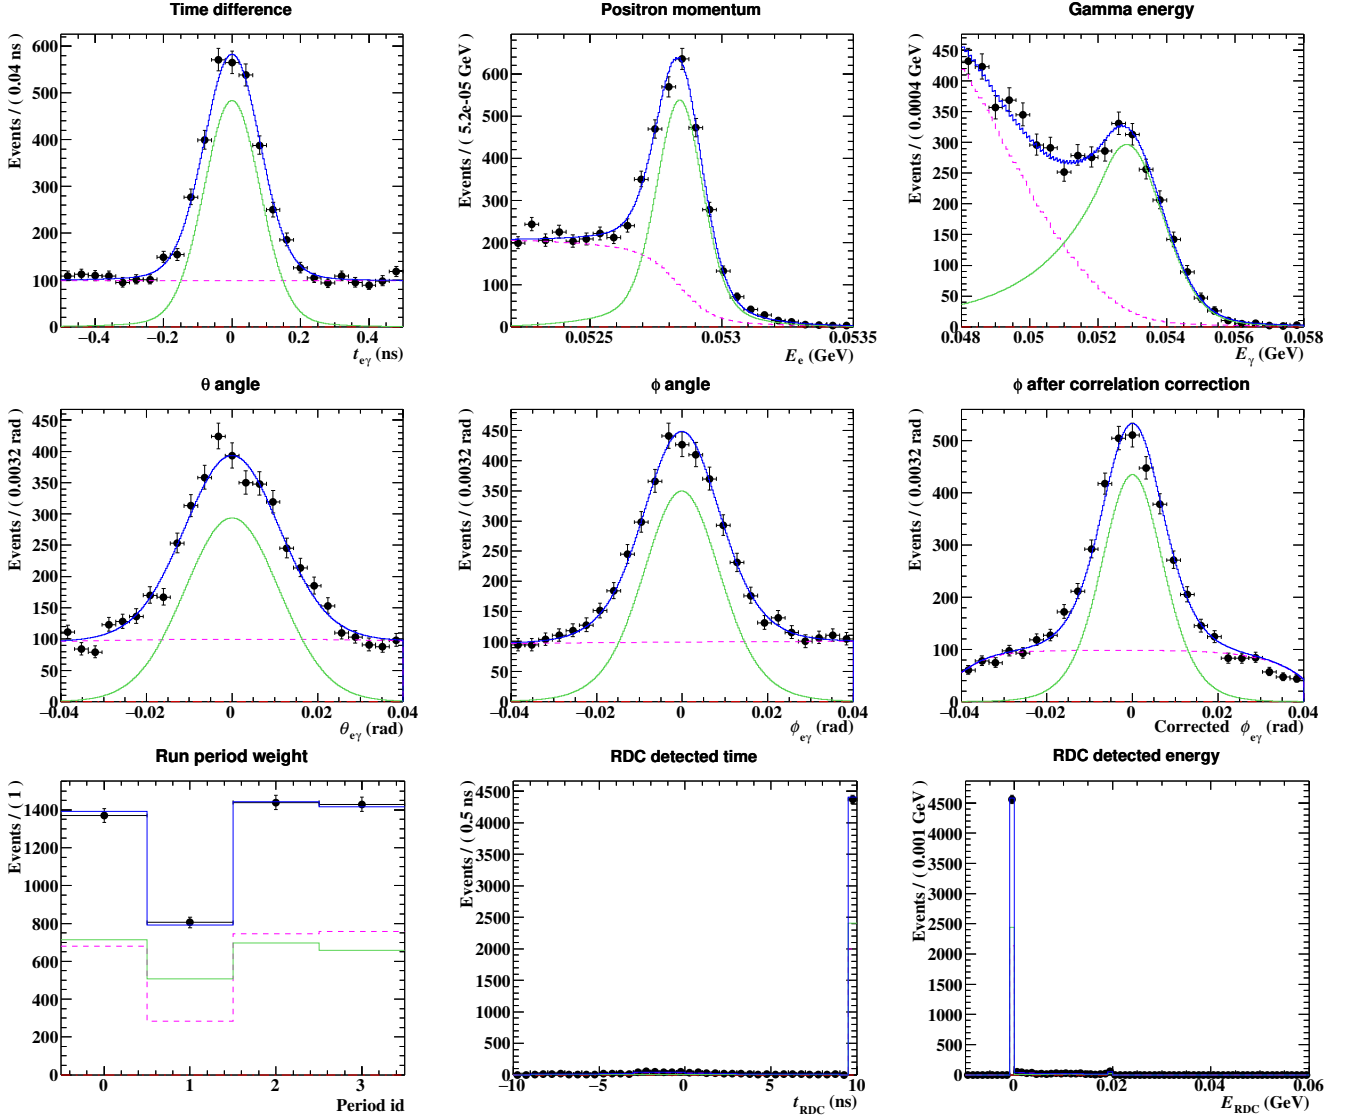 Time difference
Events / ( 0.04 ns )
600
500
400
300
200
100
0
−0.4 −0.2 0 0.2 0.4
t_eγ (ns)
Positron momentum
Events / ( 5.2e-05 GeV )
600
500
400
300
200
100
0
0.0525 0.053 0.0535
E_e (GeV)
Gamma energy
Events / ( 0.0004 GeV )
450
400
350
300
250
200
150
100
50
0
0.048 0.05 0.052 0.054 0.056 0.058
E_γ (GeV)
θ angle
Events / ( 0.0032 rad )
450
400
350
300
250
200
150
100
50
0
−0.04 −0.02 0 0.02 0.04
θ_eγ (rad)
ϕ angle
Events / ( 0.0032 rad )
450
400
350
300
250
200
150
100
50
0
−0.04 −0.02 0 0.02 0.04
ϕ_eγ (rad)
ϕ after correlation correction
Events / ( 0.0032 rad )
500
400
300
200
100
0
−0.04 −0.02 0 0.02 0.04
Corrected ϕ_eγ (rad)
Run period weight
Events / ( 1 )
1400
1200
1000
800
600
400
200
0
0 1 2 3
Period id
RDC detected time
Events / ( 0.5 ns )
4500
4000
3500
3000
2500
2000
1500
1000
500
0
−10 −5 0 5 10
t_RDC (ns)
RDC detected energy
Events / ( 0.001 GeV )
4500
4000
3500
3000
2500
2000
1500
1000
500
0
0 0.02 0.04 0.06
E_RDC (GeV)